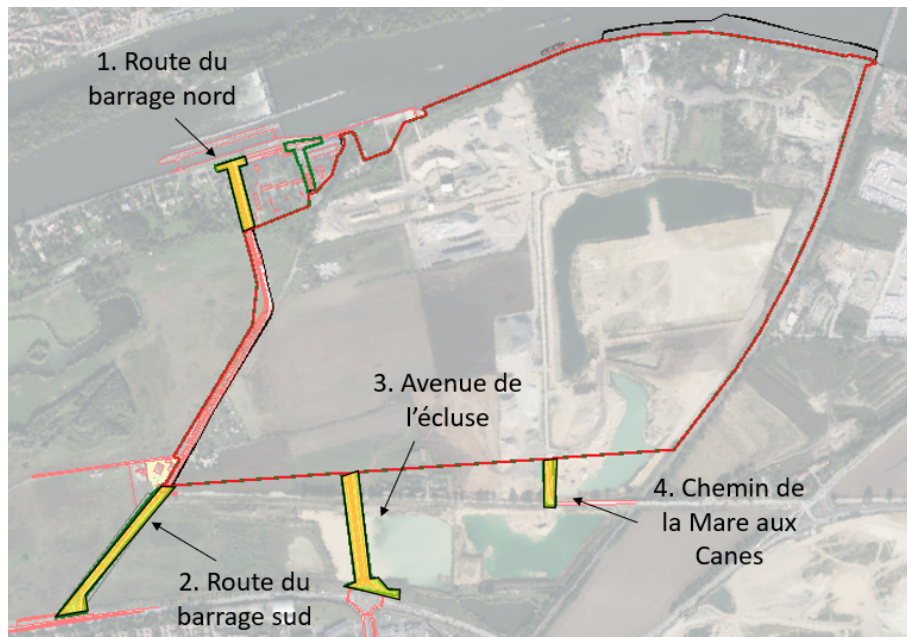 1. Route du
barrage nord
3. Avenue de
l'écluse
4. Chemin de
la Mare aux
Canes
2. Route du
barrage sud